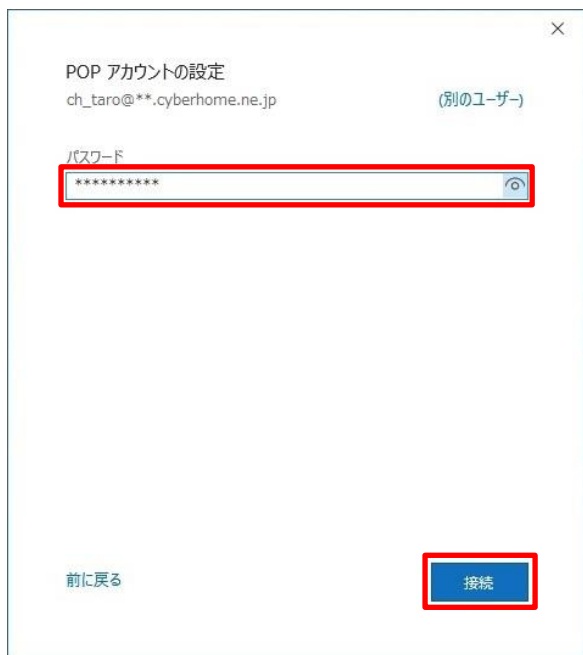 POP アカウントの設定
ch_taro@**.cyberhome.ne.jp (別のユーザー)
パスワード
**********
前に戻る 接続